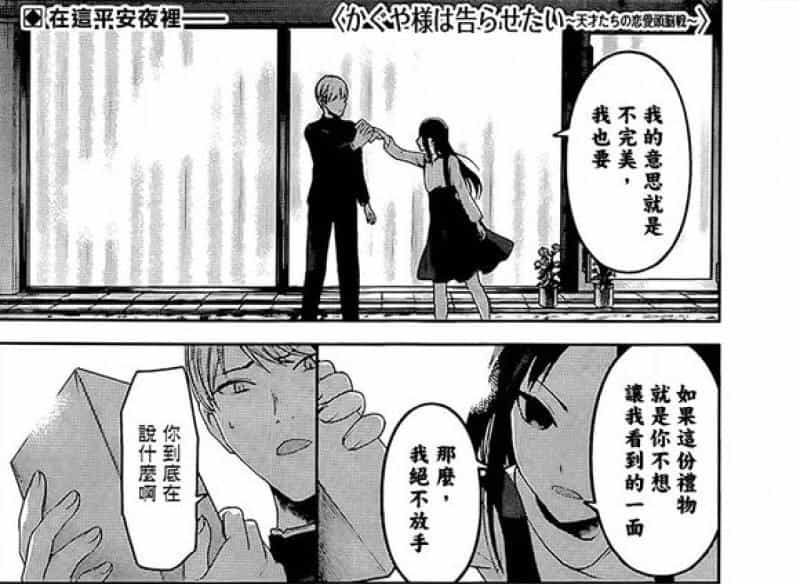 在這平安夜裡——
〈かぐや様は告らせたい～天才たちの恋愛頭脳戦～〉
我的意思就是
不完美，
我也要
如果這份禮物
就是你不想
讓我看到的一面
那麼，
我絕不放手
你到底在
說什麼啊